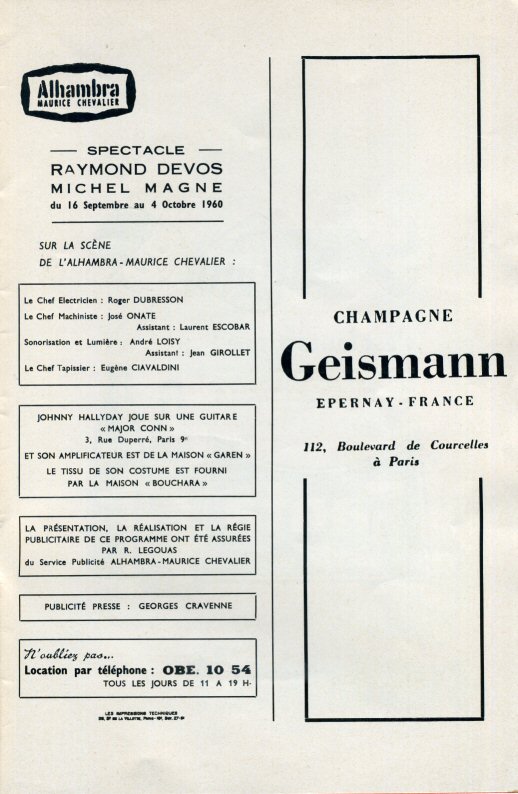 Alhambra
MAURICE CHEVALIER
SPECTACLE
RAYMOND DEVOS
MICHEL MAGNE
du 16 Septembre au 4 Octobre 1960
SUR LA SCÈNE
DE L'ALHAMBRA - MAURICE CHEVALIER :
Le Chef Electricien : Roger DUBRESSON
Le Chef Machiniste : José ONATE
Assistant : Laurent ESCOBAR
Sonorisation et Lumière : André LOISY
Assistant : Jean GIROLLET
Le Chef Tapissier : Eugène CIAVALDINI
JOHNNY HALLYDAY JOUE SUR UNE GUITARE
« MAJOR CONN »
3, Rue Duperré, Paris 9e
ET SON AMPLIFICATEUR EST DE LA MAISON « GAREN »
LE TISSU DE SON COSTUME EST FOURNI
PAR LA MAISON « BOUCHARA »
LA PRÉSENTATION, LA RÉALISATION ET LA RÉGIE
PUBLICITAIRE DE CE PROGRAMME ONT ÉTÉ ASSURÉES
PAR R. LEGOUAS
du Service Publicité ALHAMBRA-MAURICE CHEVALIER
PUBLICITÉ PRESSE : GEORGES CRAVENNE
N'oubliez pas...
Location par téléphone : OBE. 10 54
TOUS LES JOURS DE 11 A 19 H.
LES IMPRESSIONS TECHNIQUES
CHAMPAGNE
Geismann
EPERNAY - FRANCE
112, Boulevard de Courcelles
à Paris